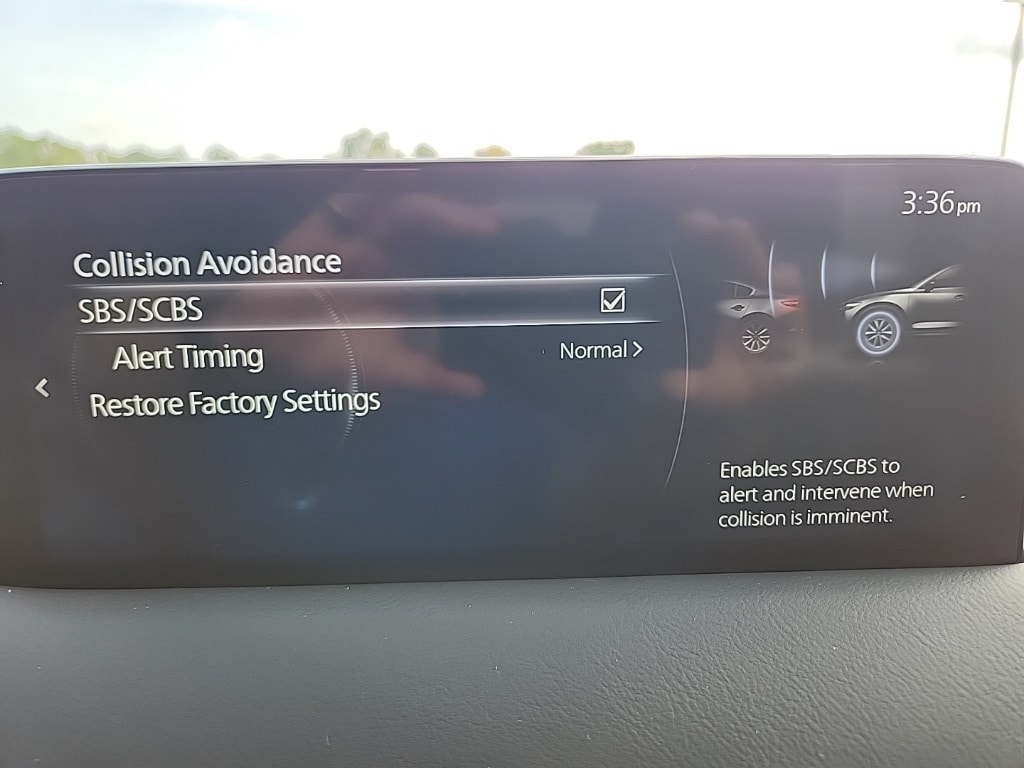 3:36pm
Collision Avoidance
SBS/SCBS
Alert Timing
Normal
Restore Factory Settings
Enables SBS/SCBS to
alert and intervene when
collision is imminent.